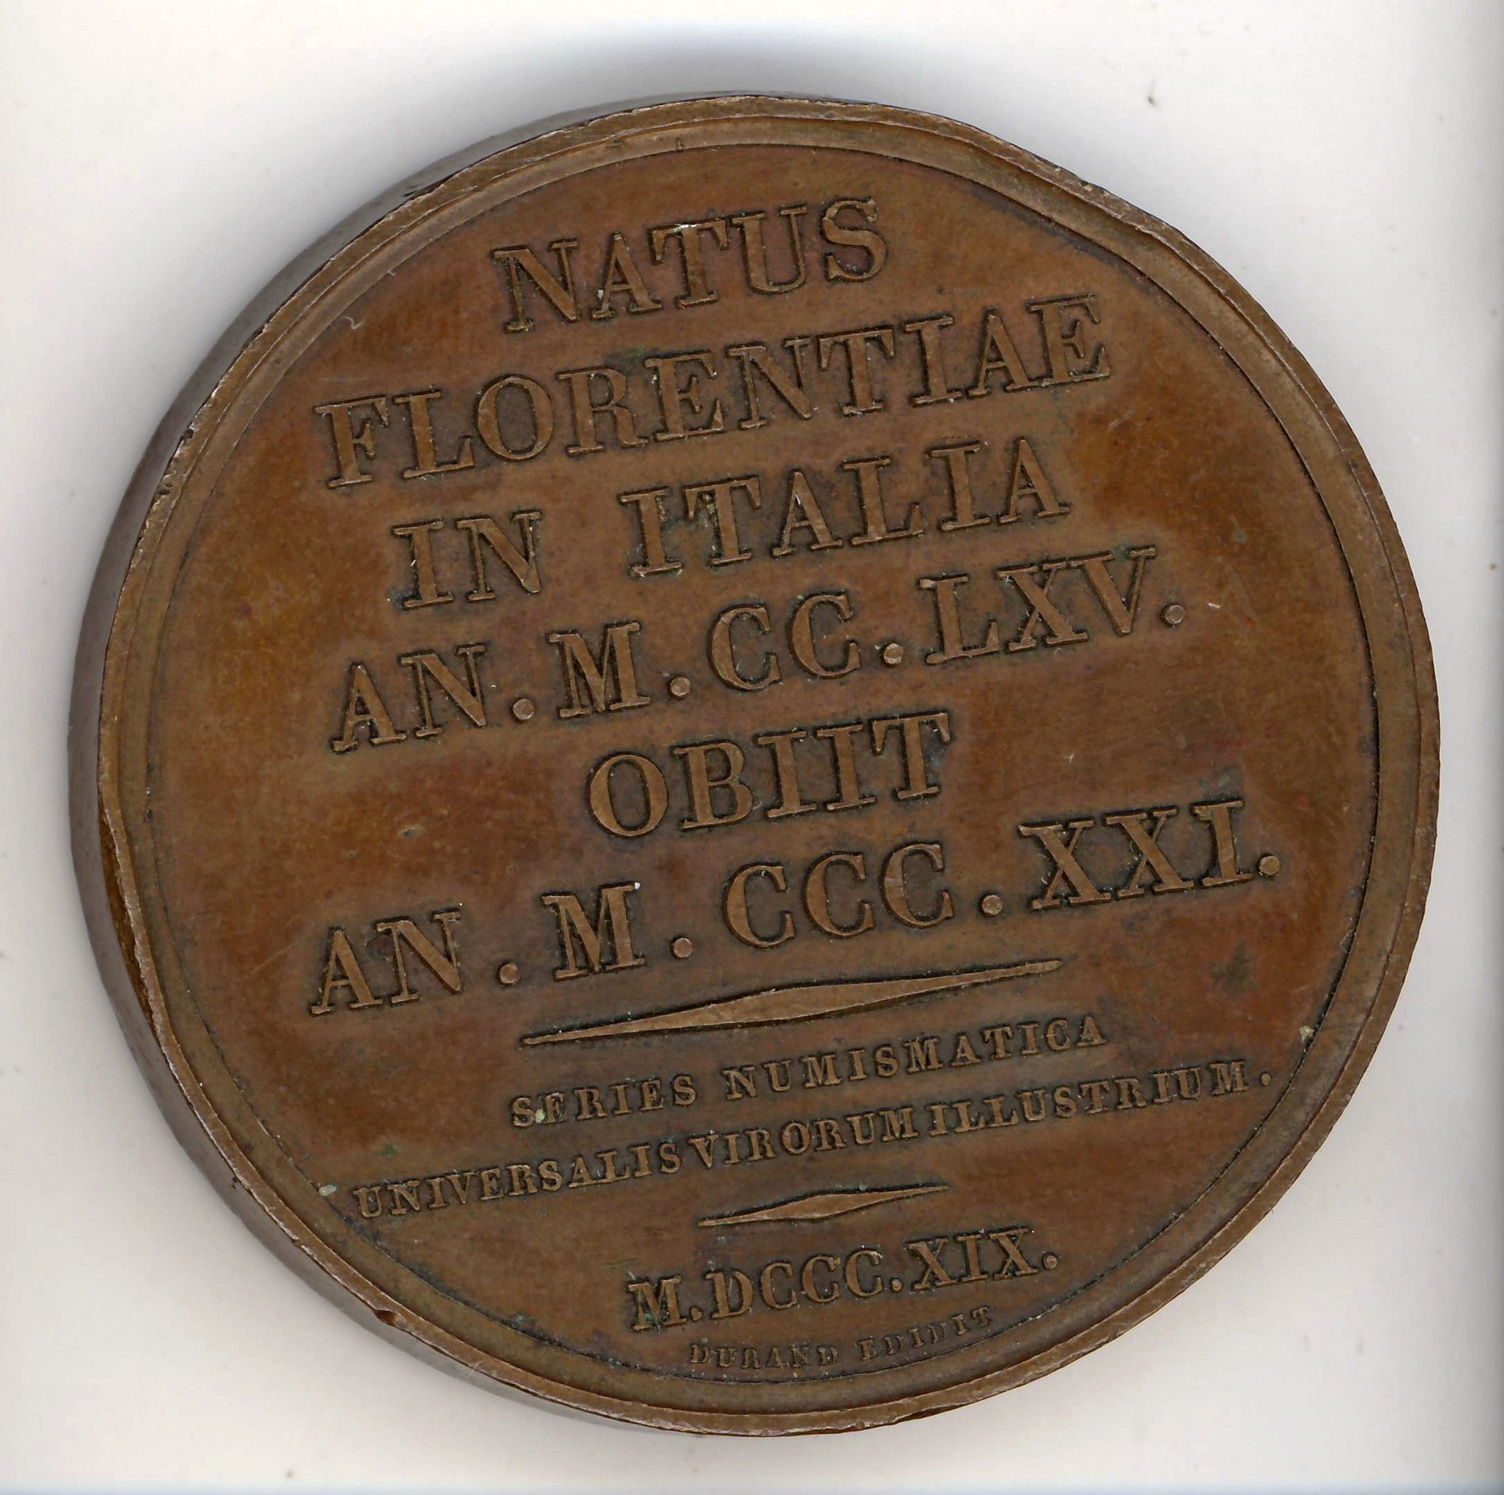 NATUS
FLORENTIAE
IN ITALIA
AN. M. CC. LXV.
OBIIT
AN. M. CCC. XXI.
SERIES NUMISMATICA
UNIVERSALIS VIRORUM ILLUSTRIUM.
M. DCCC. XIX.
DURAND EDIDIT